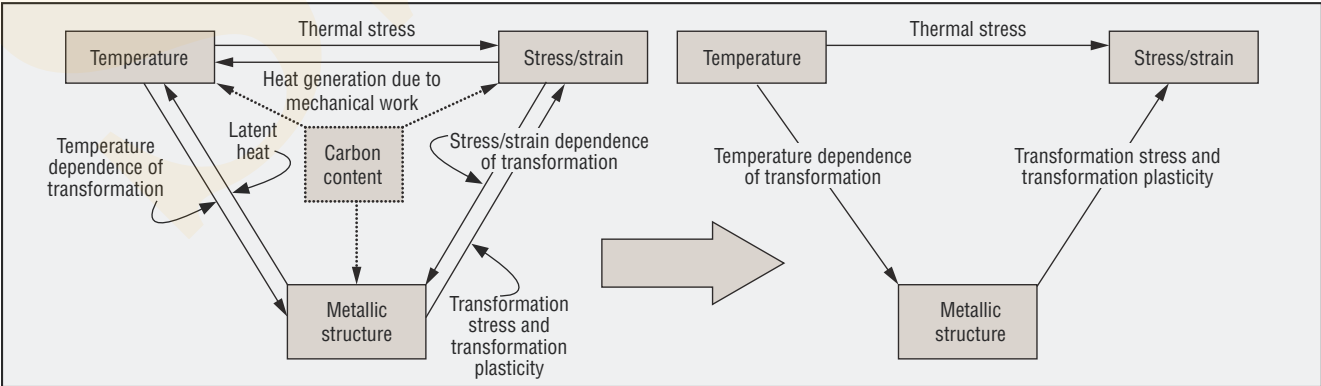 Thermal stress
Temperature
Stress/strain
Heat generation due to
mechanical work
Latent
heat
Temperature
dependence of
transformation
Carbon
content
Stress/strain dependence
of transformation
Metallic
structure
Transformation
stress and
transformation
plasticity
Thermal stress
Temperature
Stress/strain
Temperature dependence
of transformation
Transformation stress and
transformation plasticity
Metallic
structure